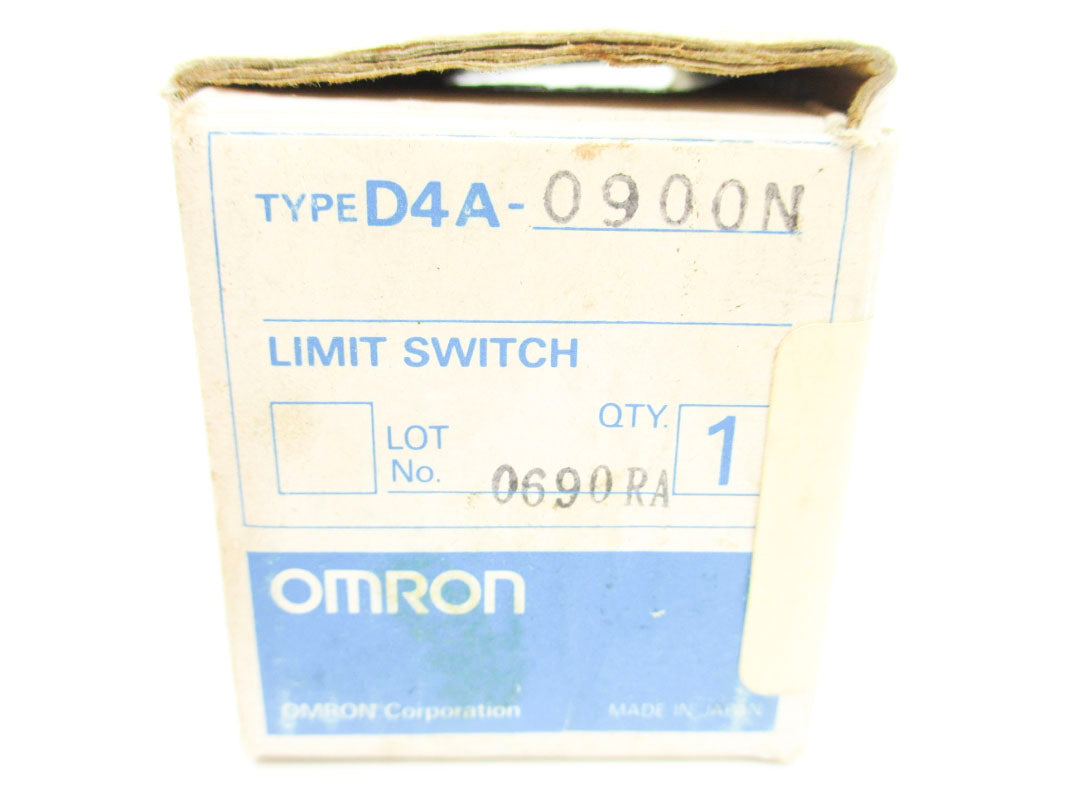 TYPE D4A-0900N
LIMIT SWITCH
QTY. 1
LOT No. 0690RA
OMRON
OMRON Corporation MADE IN JAPAN